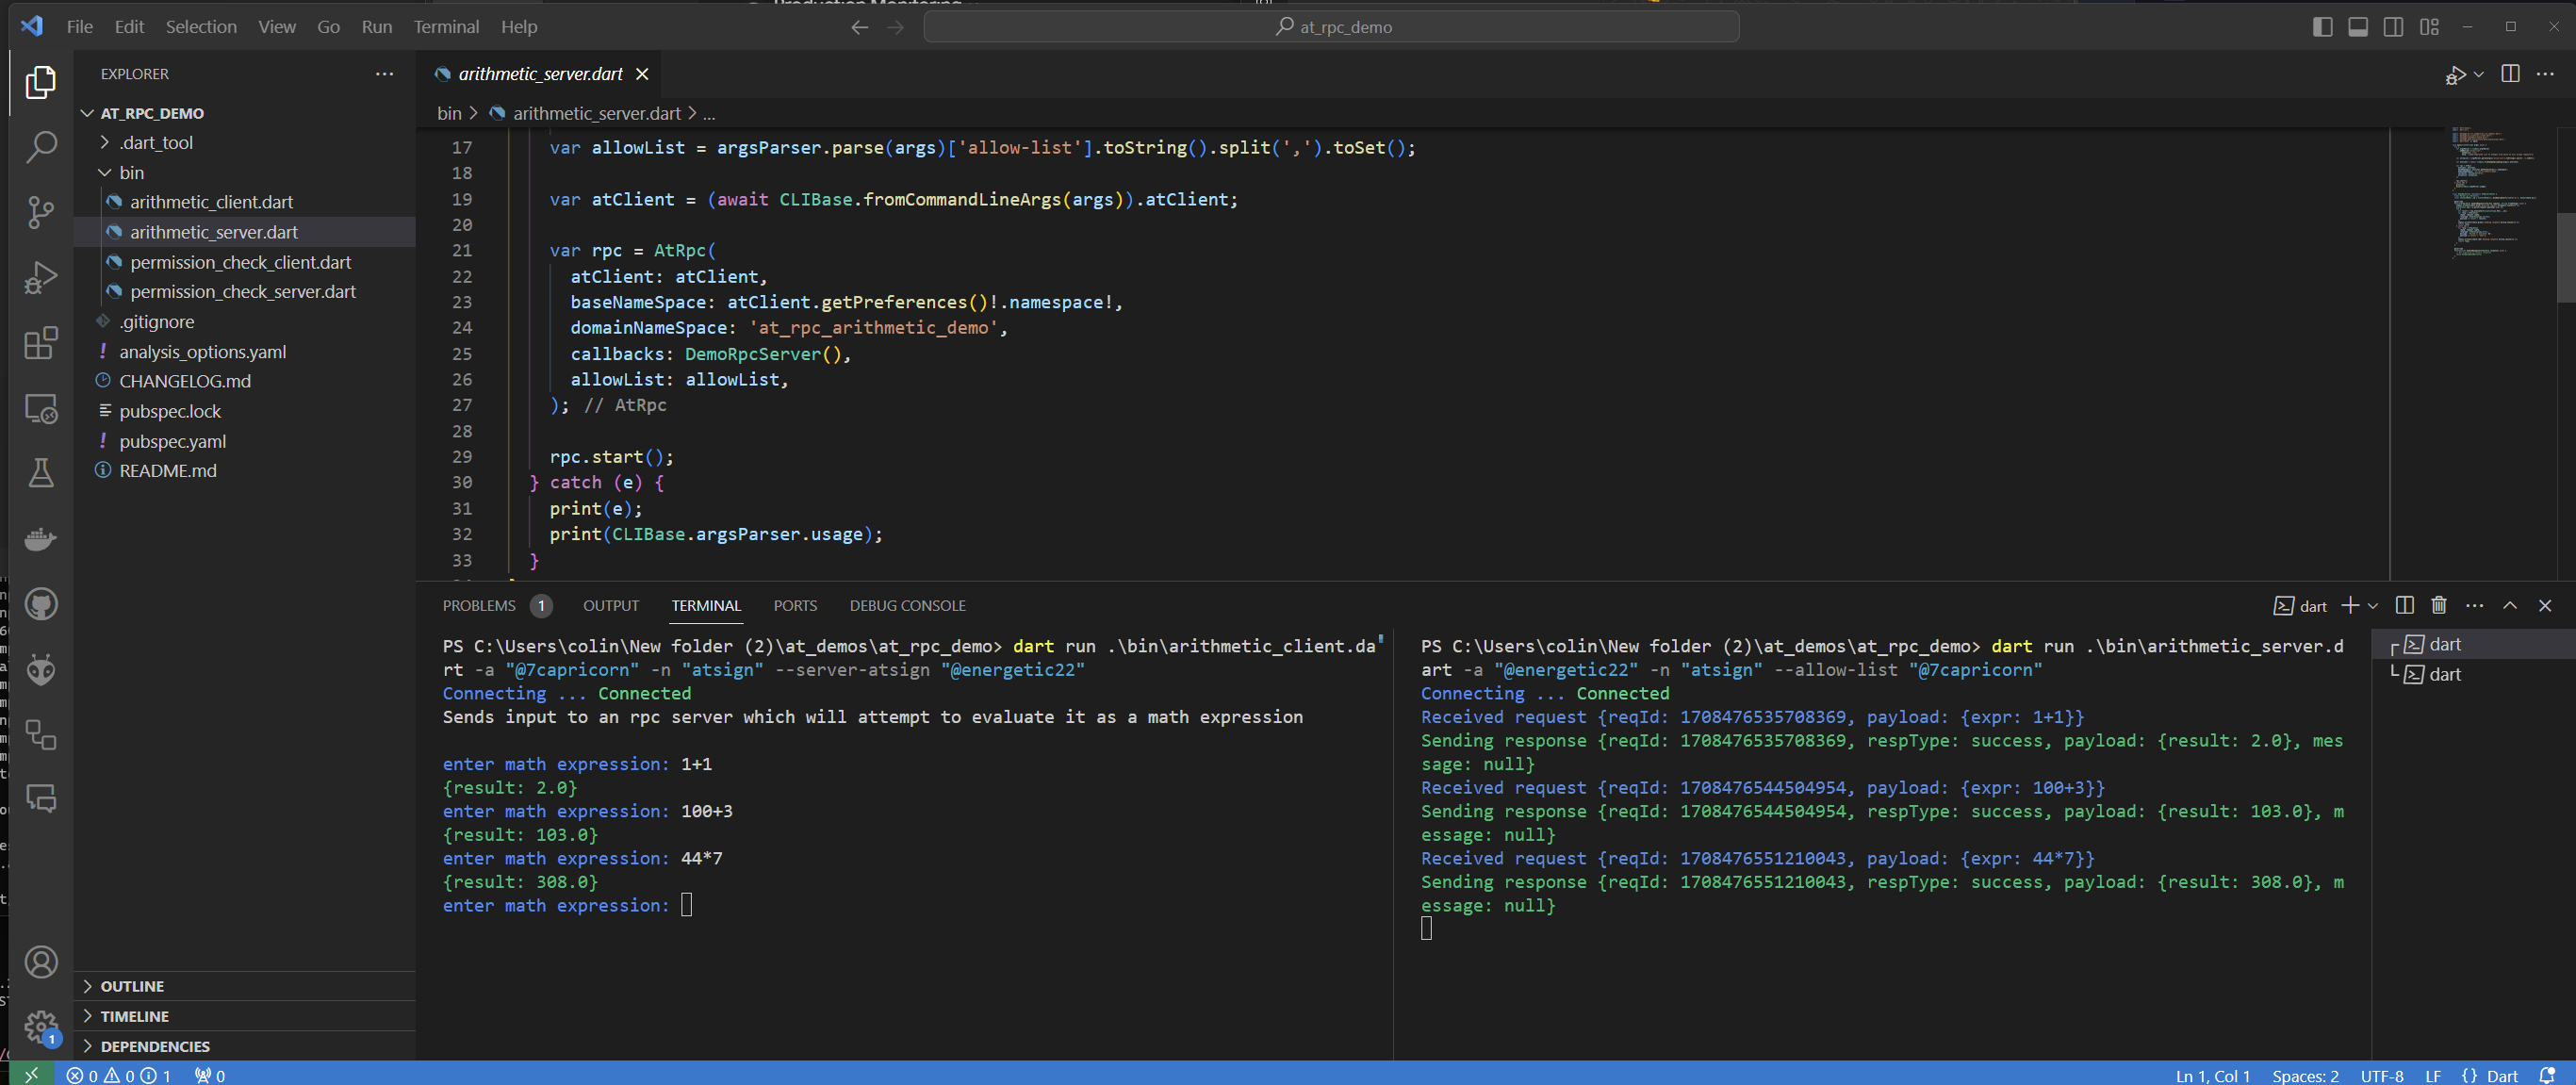 Production Monitoring
File Edit Selection View Go Run Terminal Help
at_rpc_demo
EXPLORER
AT_RPC_DEMO
.dart_tool
bin
arithmetic_client.dart
arithmetic_server.dart
permission_check_client.dart
permission_check_server.dart
.gitignore
analysis_options.yaml
CHANGELOG.md
pubspec.lock
pubspec.yaml
README.md
OUTLINE
TIMELINE
DEPENDENCIES
arithmetic_server.dart
bin > arithmetic_server.dart > ...
17 var allowList = argsParser.parse(args)['allow-list'].toString().split(',').toSet();
18
19 var atClient = (await CLIBase.fromCommandLineArgs(args)).atClient;
20
21 var rpc = AtRpc(
22 atClient: atClient,
23 baseNameSpace: atClient.getPreferences()!.namespace!,
24 domainNameSpace: 'at_rpc_arithmetic_demo',
25 callbacks: DemoRpcServer(),
26 allowList: allowList,
27 ); // AtRpc
28
29 rpc.start();
30 } catch (e) {
31 print(e);
32 print(CLIBase.argsParser.usage);
33 }
PROBLEMS 1 OUTPUT TERMINAL PORTS DEBUG CONSOLE
dart
PS C:\Users\colin\New folder (2)\at_demos\at_rpc_demo> dart run .\bin\arithmetic_client.da
rt -a "@7capricorn" -n "atsign" --server-atsign "@energetic22"
Connecting ... Connected
Sends input to an rpc server which will attempt to evaluate it as a math expression
enter math expression: 1+1
{result: 2.0}
enter math expression: 100+3
{result: 103.0}
enter math expression: 44*7
{result: 308.0}
enter math expression:
PS C:\Users\colin\New folder (2)\at_demos\at_rpc_demo> dart run .\bin\arithmetic_server.d
art -a "@energetic22" -n "atsign" --allow-list "@7capricorn"
Connecting ... Connected
Received request {reqId: 1708476535708369, payload: {expr: 1+1}}
Sending response {reqId: 1708476535708369, respType: success, payload: {result: 2.0}, mes
sage: null}
Received request {reqId: 1708476544504954, payload: {expr: 100+3}}
Sending response {reqId: 1708476544504954, respType: success, payload: {result: 103.0}, m
essage: null}
Received request {reqId: 1708476551210043, payload: {expr: 44*7}}
Sending response {reqId: 1708476551210043, respType: success, payload: {result: 308.0}, m
essage: null}
dart
dart
1
0 0 1 0
Ln 1, Col 1 Spaces: 2 UTF-8 LF {} Dart